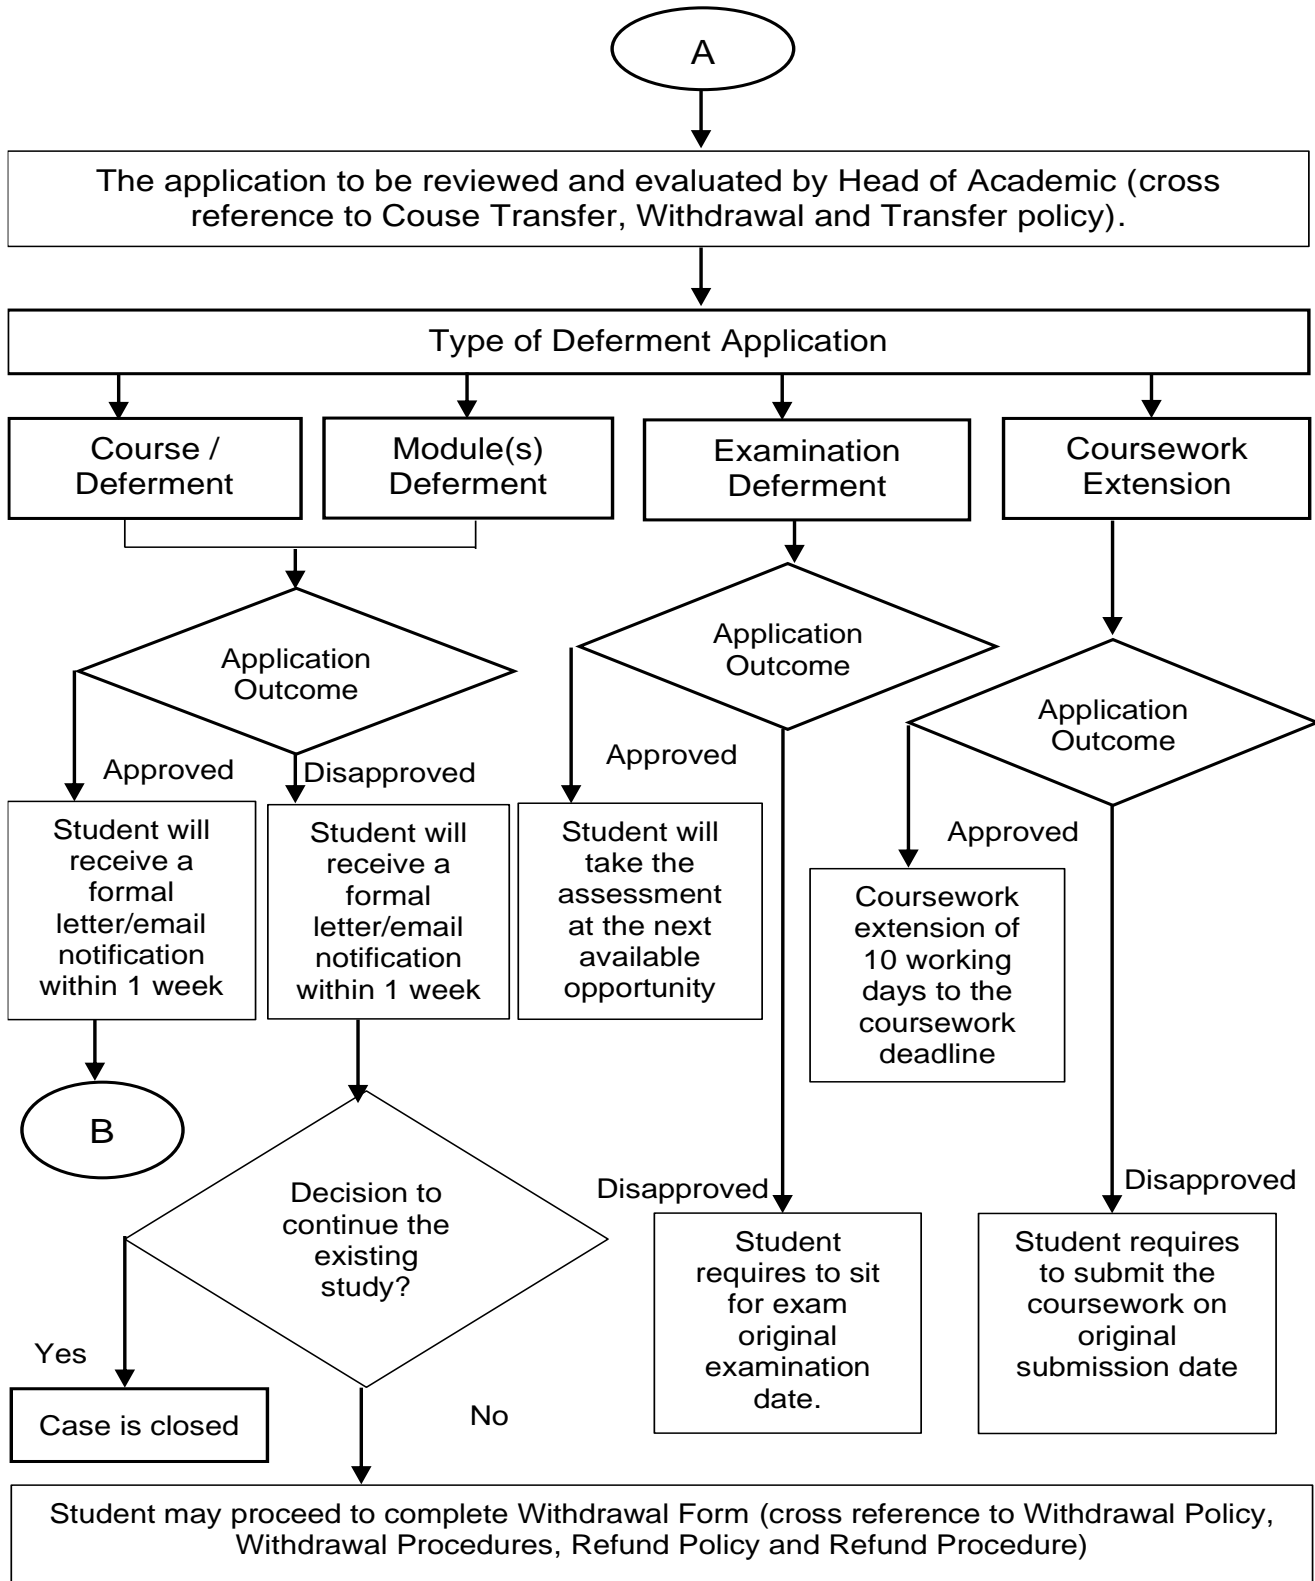 A
The application to be reviewed and evaluated by Head of Academic (cross
reference to Couse Transfer, Withdrawal and Transfer policy).
Type of Deferment Application
Course /
Deferment
Module(s)
Deferment
Examination
Deferment
Coursework
Extension
Application
Outcome
Application
Outcome
Application
Outcome
Approved
Disapproved
Approved
Approved
Student will
receive a
formal
letter/email
notification
within 1 week
Student will
receive a
formal
letter/email
notification
within 1 week
Student will
take the
assessment
at the next
available
opportunity
Coursework
extension of
10 working
days to the
coursework
deadline
B
Decision to
continue the
existing
study?
Disapproved
Disapproved
Student
requires to sit
for exam
original
examination
date.
Student requires
to submit the
coursework on
original
submission date
Yes
No
Case is closed
Student may proceed to complete Withdrawal Form (cross reference to Withdrawal Policy,
Withdrawal Procedures, Refund Policy and Refund Procedure)